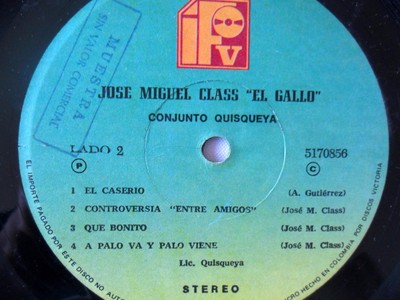 MUESTRA
SIN VALOR COMERCIAL
FV
JOSE MIGUEL CLASS "EL GALLO"
CONJUNTO QUISQUEYA
LADO 2 5170856
P C
1 EL CASERIO (A. Gutiérrez)
2 CONTROVERSIA "ENTRE AMIGOS" (José M. Class)
3 QUE BONITO (José M. Class)
4 A PALO VA Y PALO VIENE (José M. Class)
Lic. Quisqueya
STEREO
EL IMPORTE PAGADO POR ESTE DISCO NO AUTO
HECHO EN COLOMBIA POR DISCOS VICTORIA